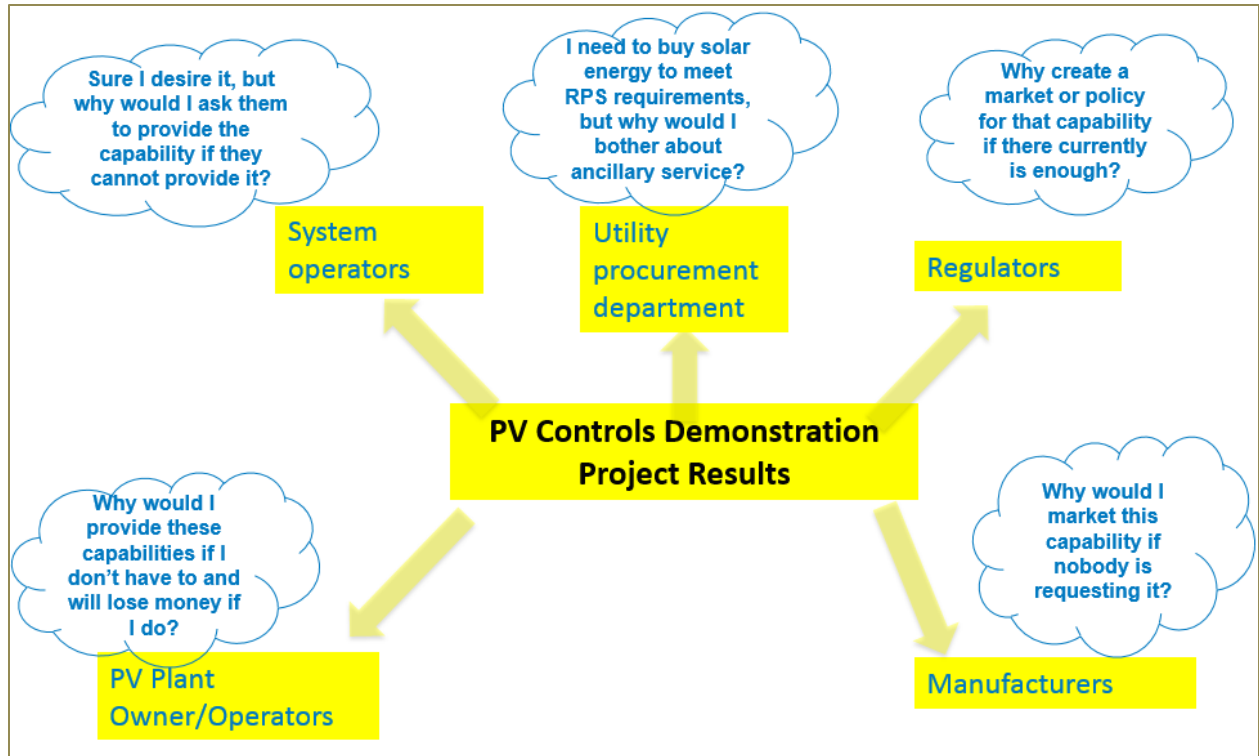 Sure I desire it, but
why would I ask them
to provide the
capability if they
cannot provide it?
System
operators
I need to buy solar
energy to meet
RPS requirements,
but why would I
bother about
ancillary service?
Utility
procurement
department
Why create a
market or policy
for that capability
if there currently
is enough?
Regulators
PV Controls Demonstration
Project Results
Why would I
provide these
capabilities if I
don't have to and
will lose money if
I do?
PV Plant
Owner/Operators
Why would I
market this
capability if
nobody is
requesting it?
Manufacturers